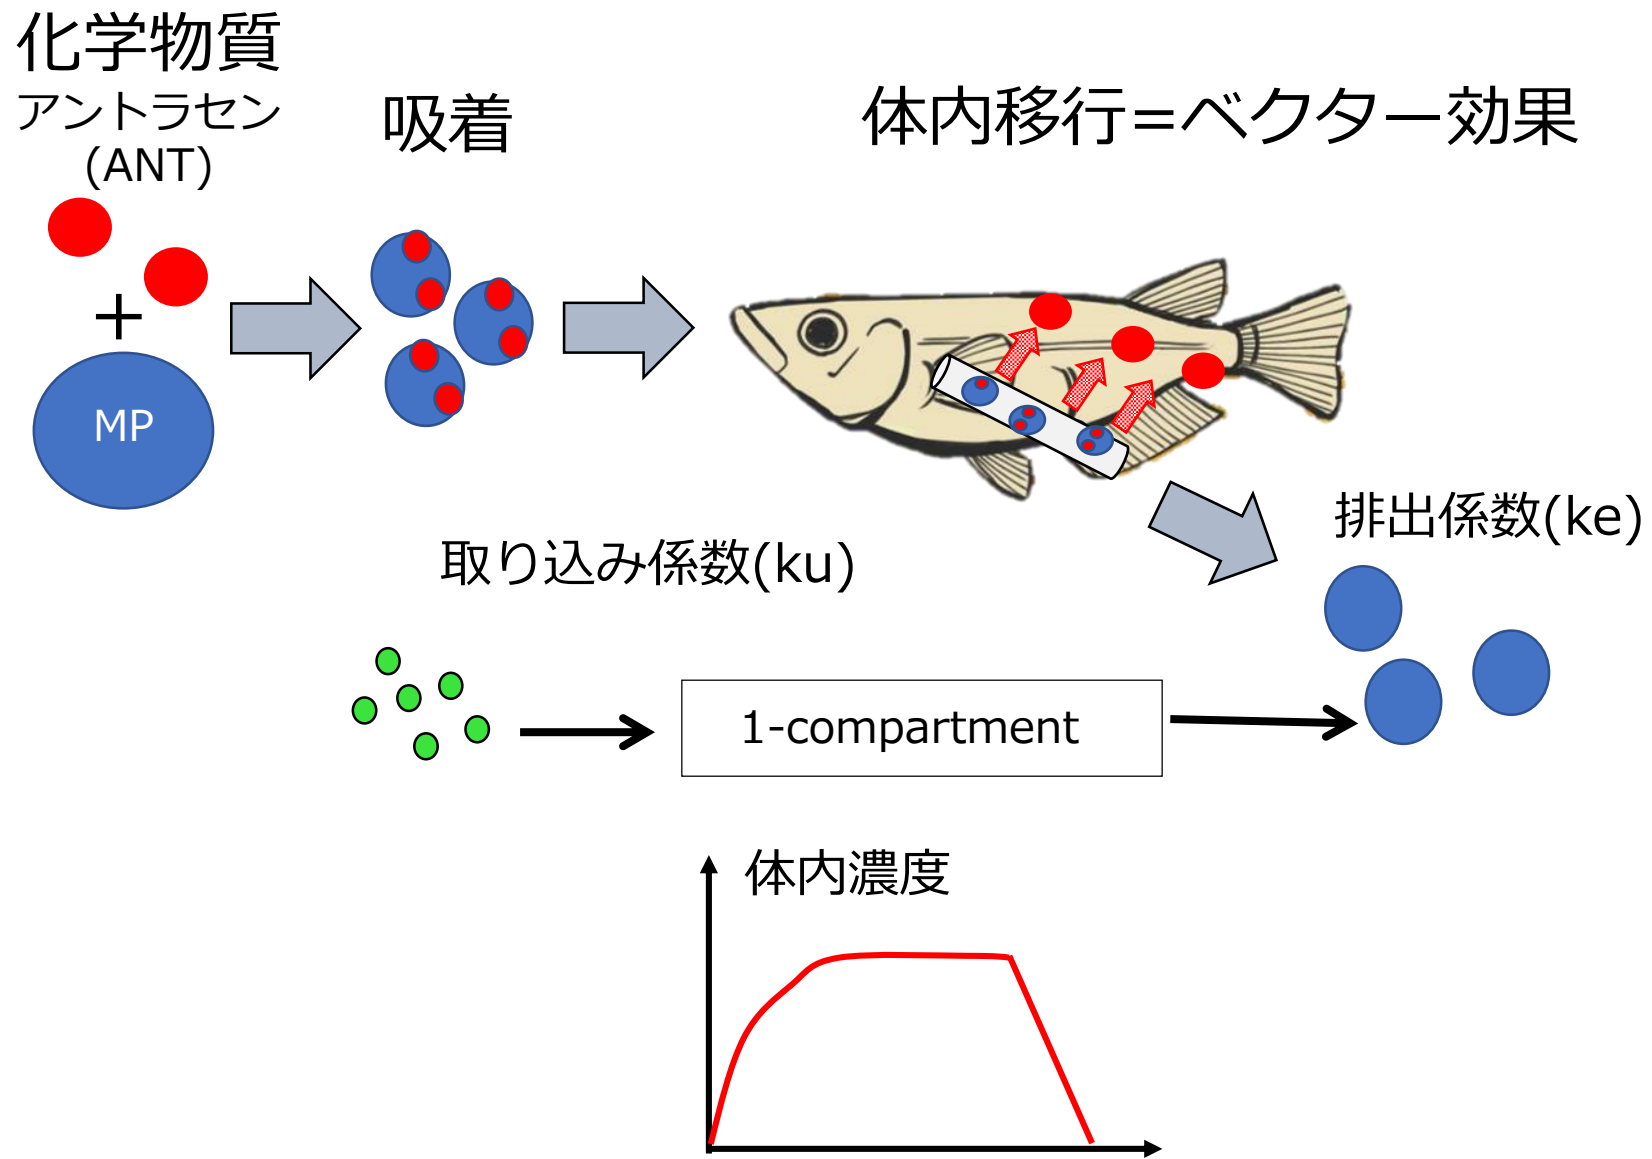 化学物質
アントラセン
(ANT)
吸着
体内移行=ベクター効果
MP
取り込み係数(ku)
排出係数(ke)
1-compartment
体内濃度